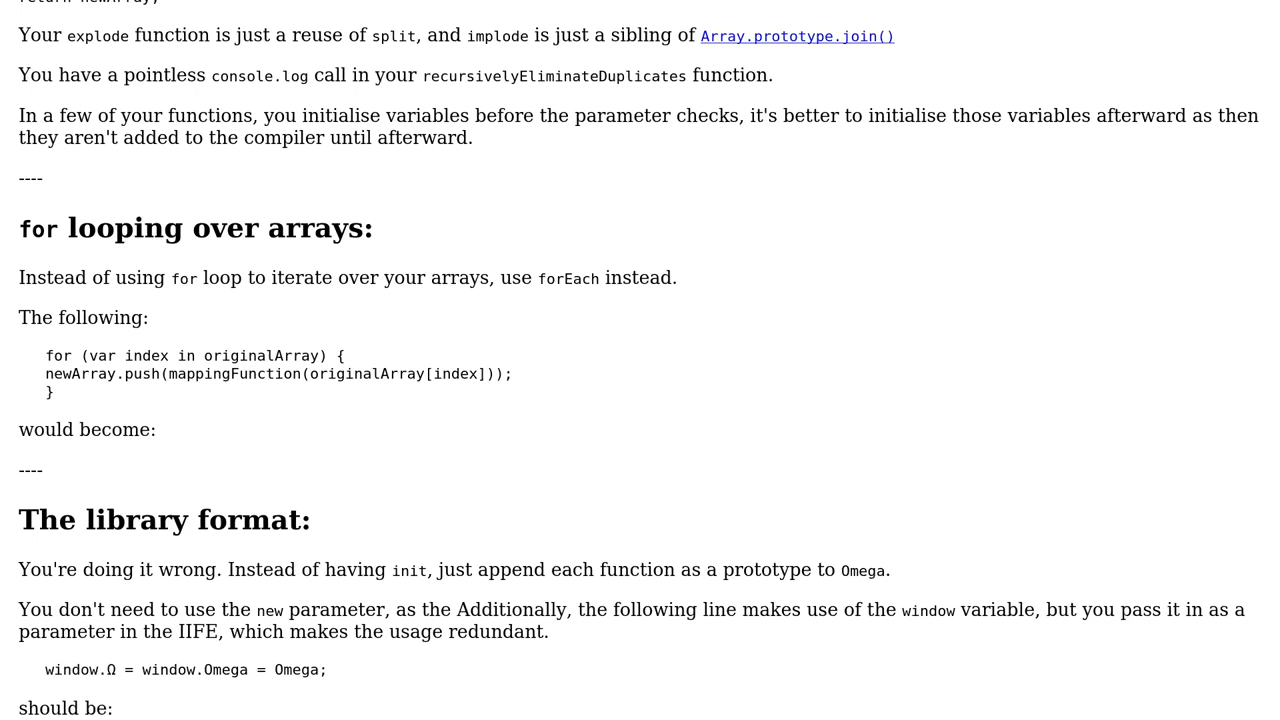 return newArray;
Your explode function is just a reuse of split, and implode is just a sibling of Array.prototype.join()
You have a pointless console.log call in your recursivelyEliminateDuplicates function.
In a few of your functions, you initialise variables before the parameter checks, it's better to initialise those variables afterward as then
they aren't added to the compiler until afterward.
----
for looping over arrays:
Instead of using for loop to iterate over your arrays, use forEach instead.
The following:
for (var index in originalArray) {
newArray.push(mappingFunction(originalArray[index]));
}
would become:
----
The library format:
You're doing it wrong. Instead of having init, just append each function as a prototype to Omega.
You don't need to use the new parameter, as the Additionally, the following line makes use of the window variable, but you pass it in as a
parameter in the IIFE, which makes the usage redundant.
window.Ω = window.Omega = Omega;
should be: